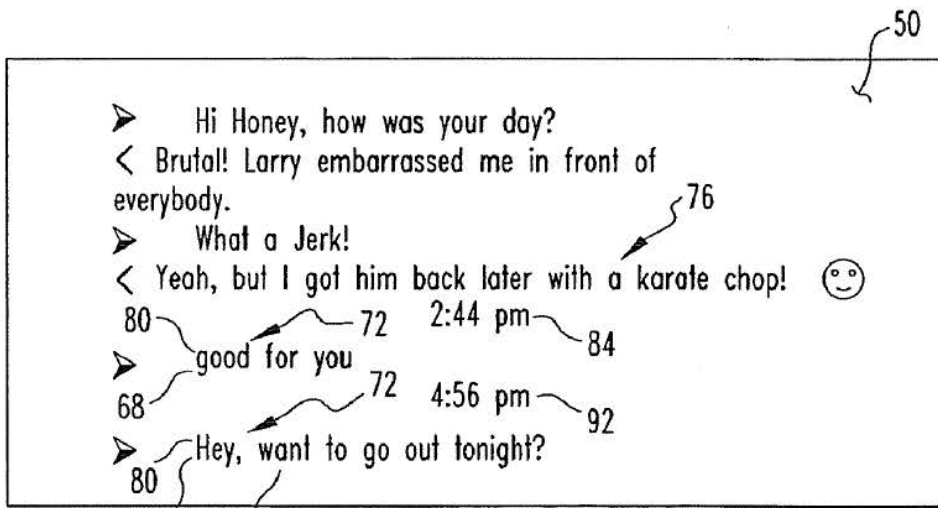 50
➤ Hi Honey, how was your day?
< Brutal! Larry embarrassed me in front of
everybody.
76
➤ What a Jerk!
< Yeah, but I got him back later with a karate chop! ☺
80 72 2:44 pm 84
➤ good for you
68 72 4:56 pm 92
➤ Hey, want to go out tonight?
80